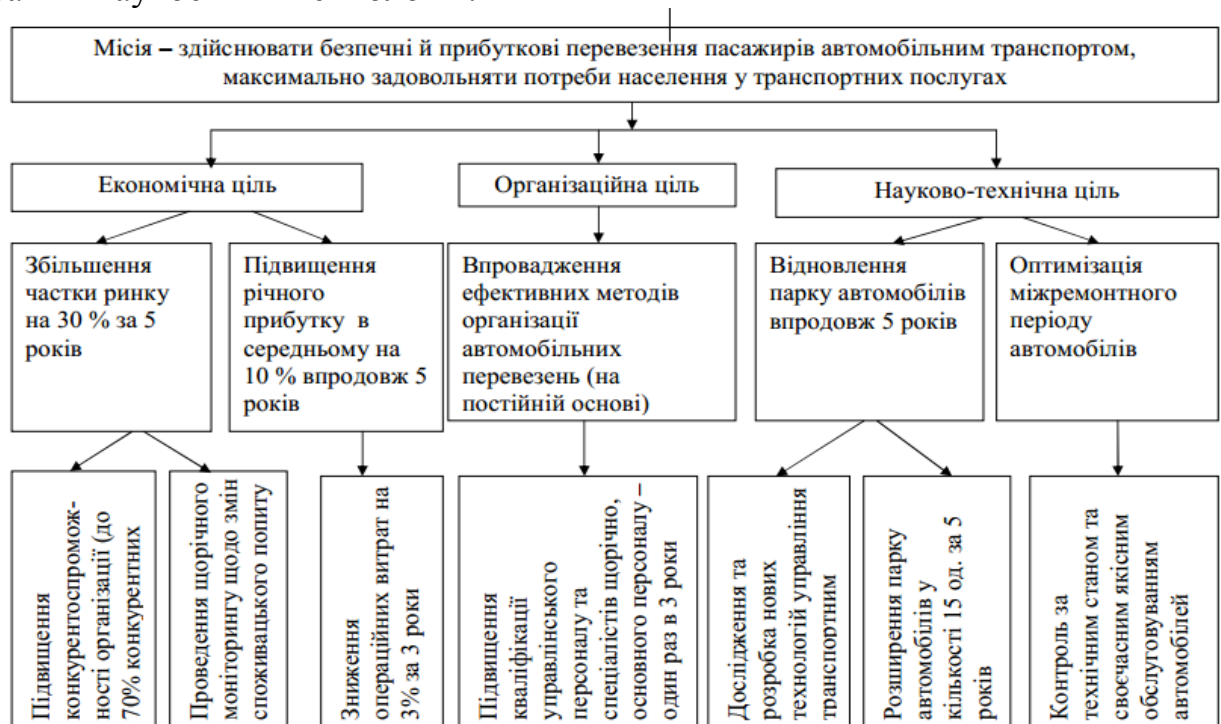 Місія – здійснювати безпечні й прибуткові перевезення пасажирів автомобільним транспортом,
максимально задовольняти потреби населення у транспортних послугах
Економічна ціль
Організаційна ціль
Науково-технічна ціль
Збільшення
частки ринку
на 30 % за 5
років
Підвищення
річного
прибутку в
середньому на
10 % впродовж 5
років
Впровадження
ефективних методів
організації
автомобільних
перевезень (на
постійній основі)
Відновлення
парку автомобілів
впродовж 5 років
Оптимізація
міжремонтного
періоду
автомобілів
Підвищення
конкурентоспромож-
ності організації (до
70% конкурентних
Проведення щорічного
моніторингу щодо змін
споживацького попиту
Зниження
операційних витрат на
3% за 3 роки
Підвищення
кваліфікації
управлінського
персоналу та
спеціалістів щорічно,
основного персоналу –
один раз в 3 роки
Дослідження та
розробка нових
технологій управління
транспортним
Розширення парку
автомобілів у
кількості 15 од. за 5
років
Контроль за
технічним станом та
своєчасним якісним
обслуговуванням
автомобілей